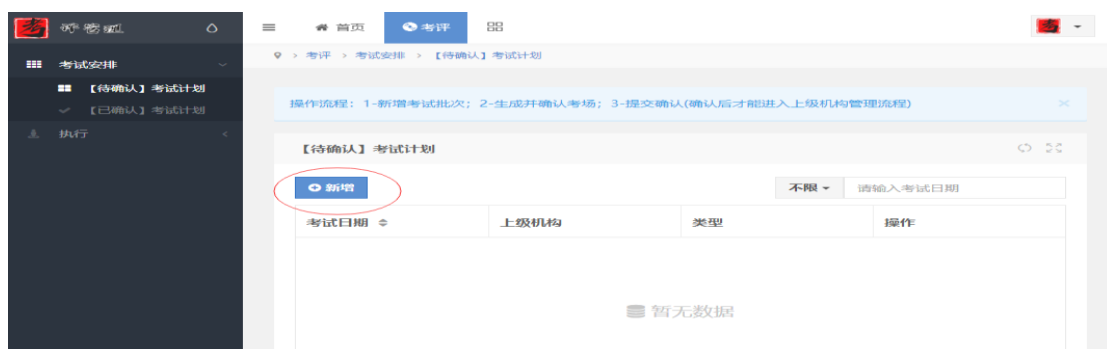 考
首页
考评
考试安排
【待确认】考试计划
【已确认】考试计划
执行
> 考评 > 考试安排 > 【待确认】考试计划
操作流程：1-新增考试批次；2-生成并确认考场；3-提交确认(确认后才能进入上级机构管理流程)
【待确认】考试计划
新增
不限
请输入考试日期
考试日期 上级机构 类型 操作
暂无数据